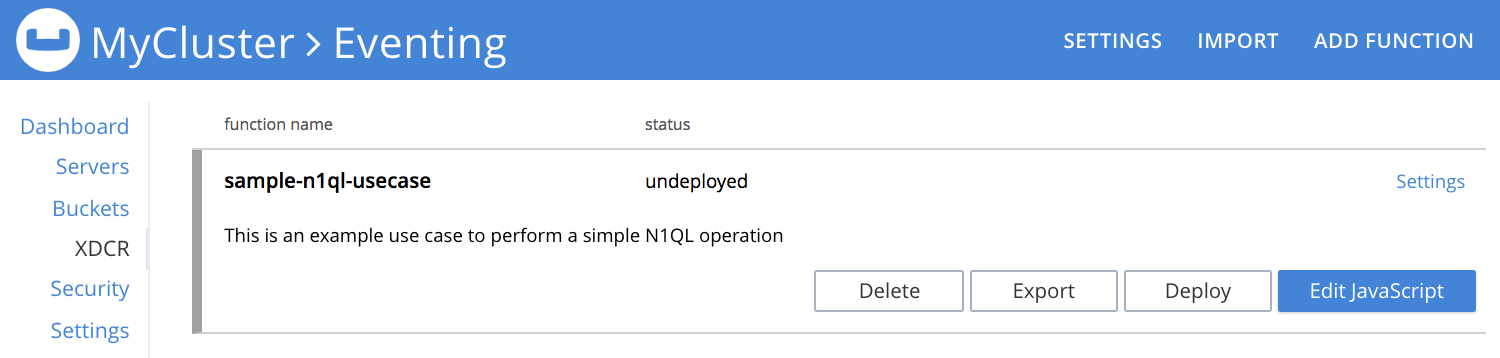 MyCluster > Eventing
SETTINGS IMPORT ADD FUNCTION
Dashboard
Servers
Buckets
XDCR
Security
Settings
function name status
sample-n1ql-usecase undeployed Settings
This is an example use case to perform a simple N1QL operation
Delete Export Deploy Edit JavaScript